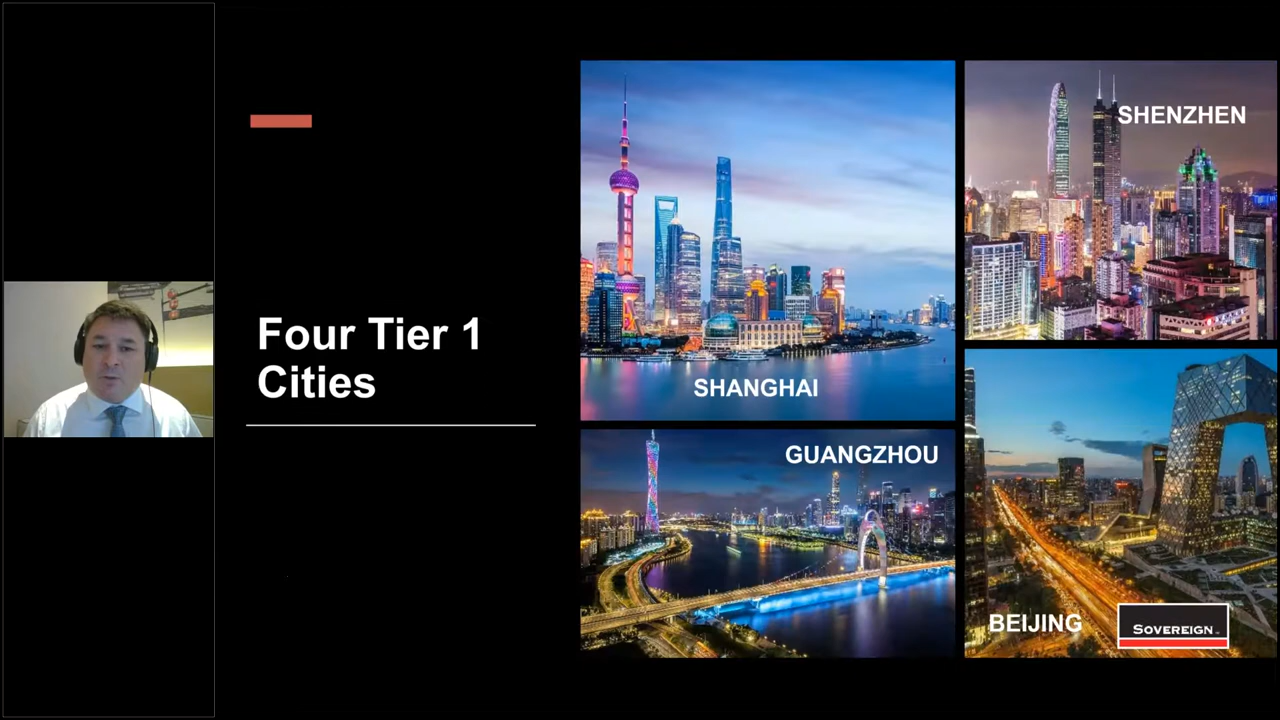 Four Tier 1
Cities
SHANGHAI
SHENZHEN
GUANGZHOU
BEIJING
SOVEREIGN